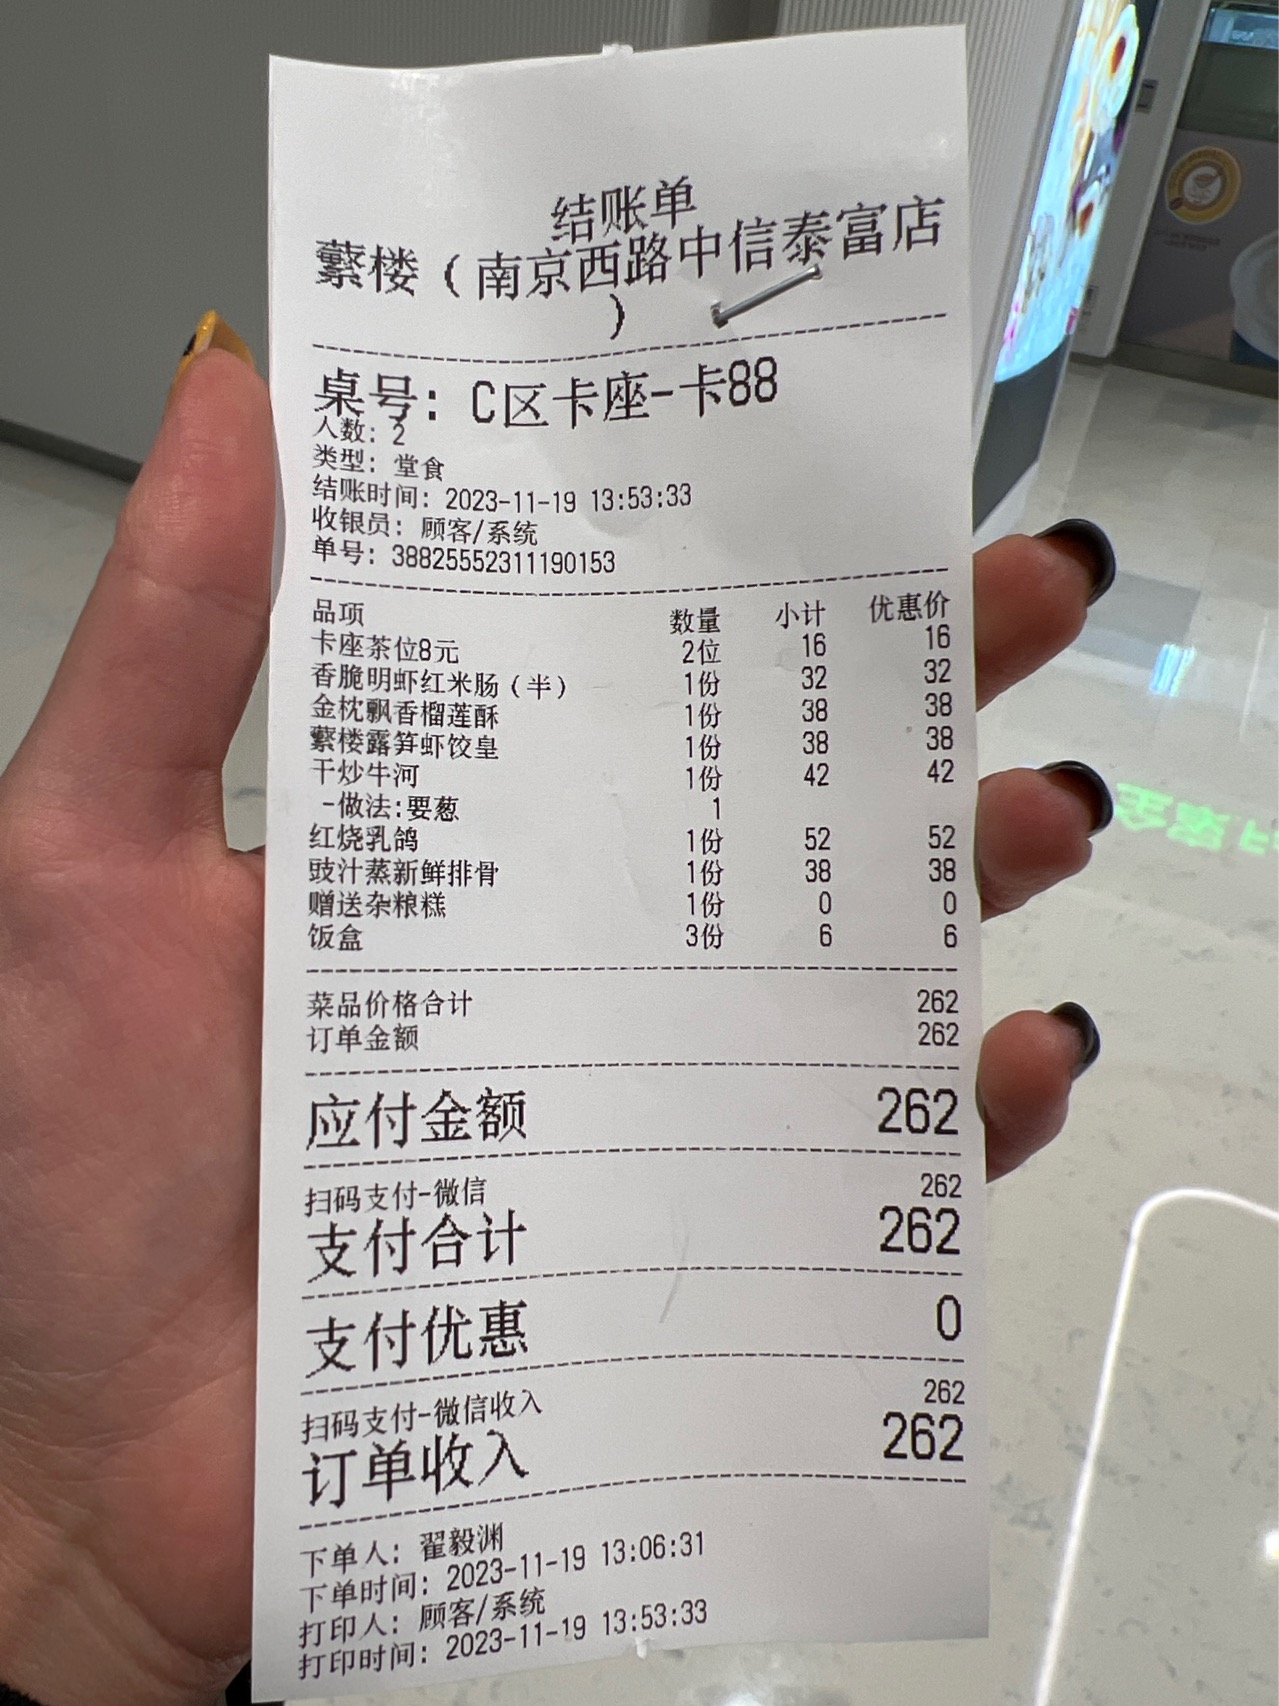 结账单
蘩楼（南京西路中信泰富店
）
桌号：C区卡座-卡88
人数：2
类型：堂食
结账时间：2023-11-19 13:53:33
收银员：顾客/系统
单号：38825552311190153
品项 数量 小计 优惠价
卡座茶位8元 2位 16 16
香脆明虾红米肠（半） 1份 32 32
金枕飘香榴莲酥 1份 38 38
蘩楼露笋虾饺皇 1份 38 38
干炒牛河 1份 42 42
-做法:要葱 1
红烧乳鸽 1份 52 52
豉汁蒸新鲜排骨 1份 38 38
赠送杂粮糕 1份 0 0
饭盒 3份 6 6
菜品价格合计 262
订单金额 262
应付金额 262
扫码支付-微信 262
支付合计 262
支付优惠 0
扫码支付-微信收入 262
订单收入 262
下单人：翟毅渊
下单时间：2023-11-19 13:06:31
打印人：顾客/系统
打印时间：2023-11-19 13:53:33